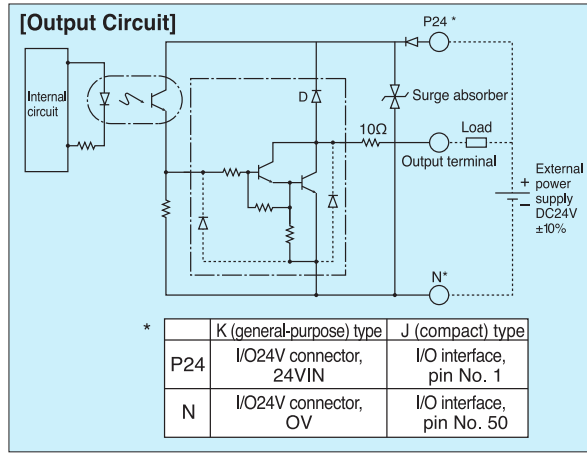 [Output Circuit]
P24 *
Internal
circuit
D
Surge absorber
10Ω
Load
Output terminal
+
−
External
power
supply
DC24V
±10%
N*
*
K (general-purpose) type
J (compact) type
P24
I/O24V connector,
24VIN
I/O interface,
pin No. 1
N
I/O24V connector,
OV
I/O interface,
pin No. 50